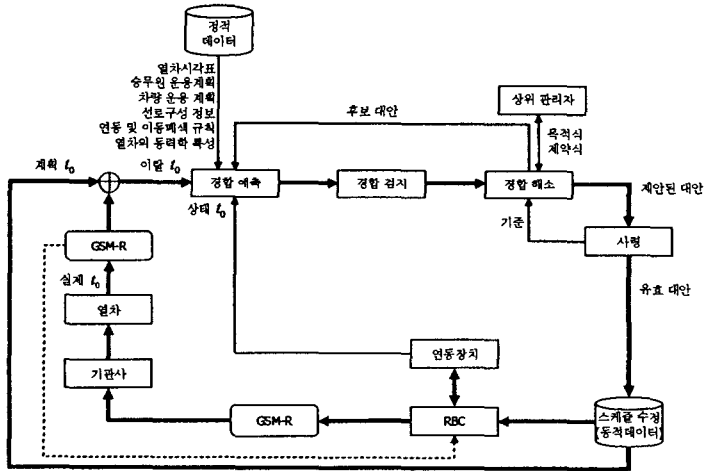 정적
데이터
열차시각표
승무원 운용계획
차량 운용 계획
선로구성 정보
연동 및 이동폐색 규칙
열차의 동력학 특성
후보 대안
상위 관리자
목적식
제약식
계획 t₀
이탈 t₀
경합 예측
경합 검지
경합 해소
제안된 대안
상태 t₀
기준
사령
GSM-R
실제 t₀
유효 대안
열차
연동장치
기관사
GSM-R
RBC
스케쥴 수정
(동적데이터)